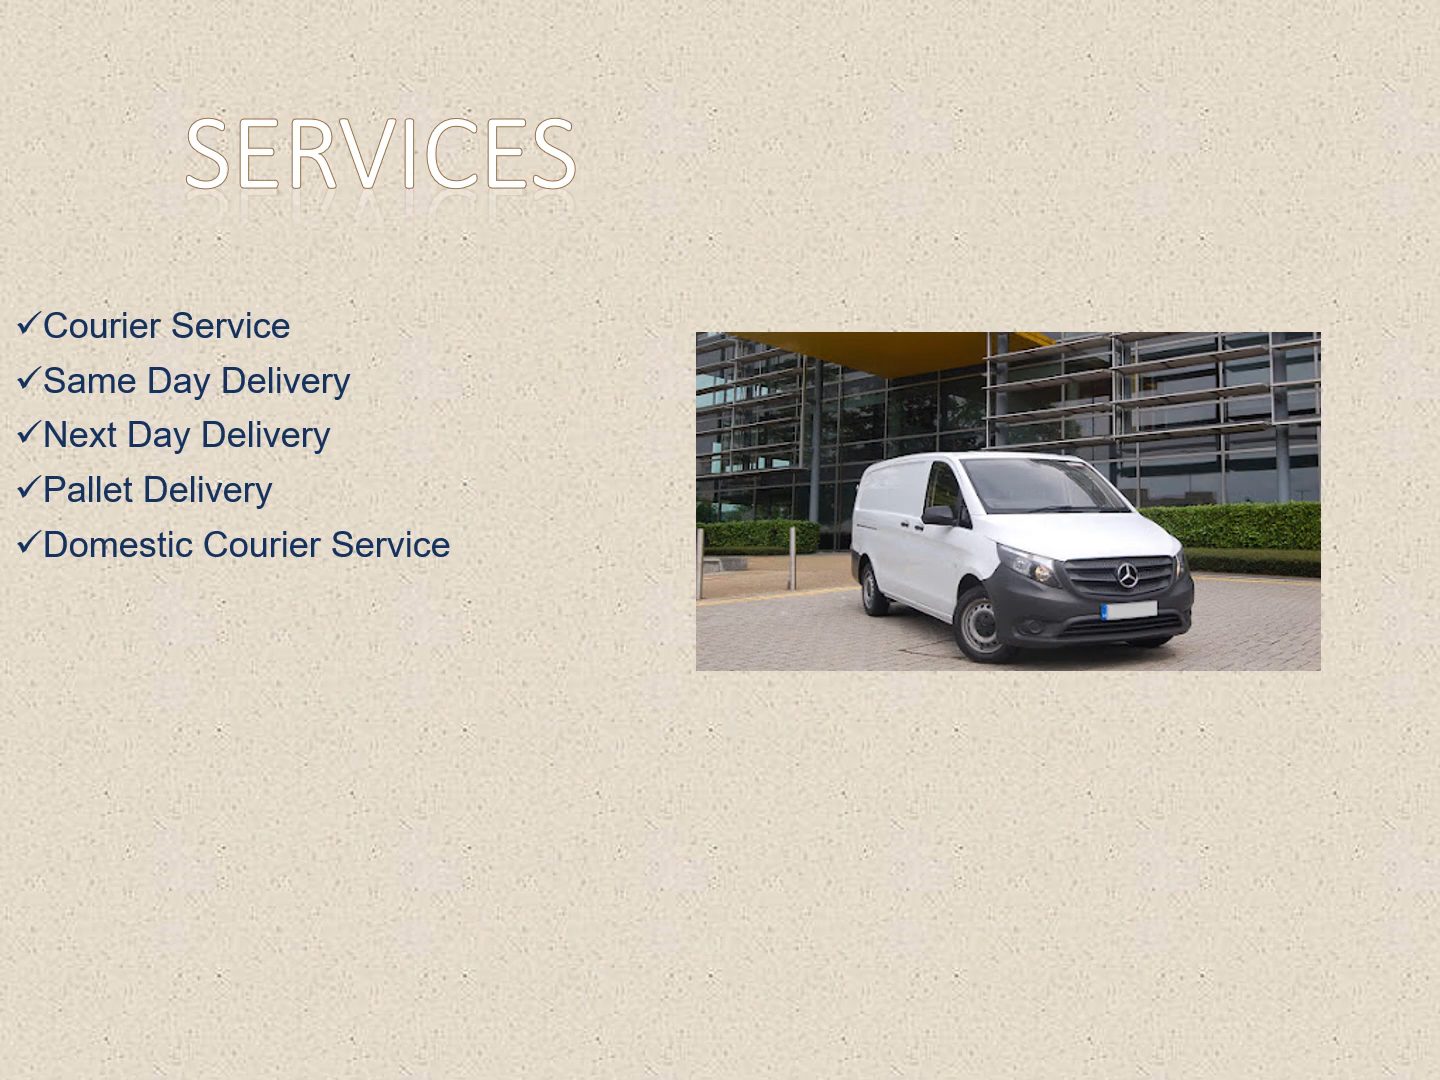 SERVICES
✓Courier Service
✓Same Day Delivery
✓Next Day Delivery
✓Pallet Delivery
✓Domestic Courier Service